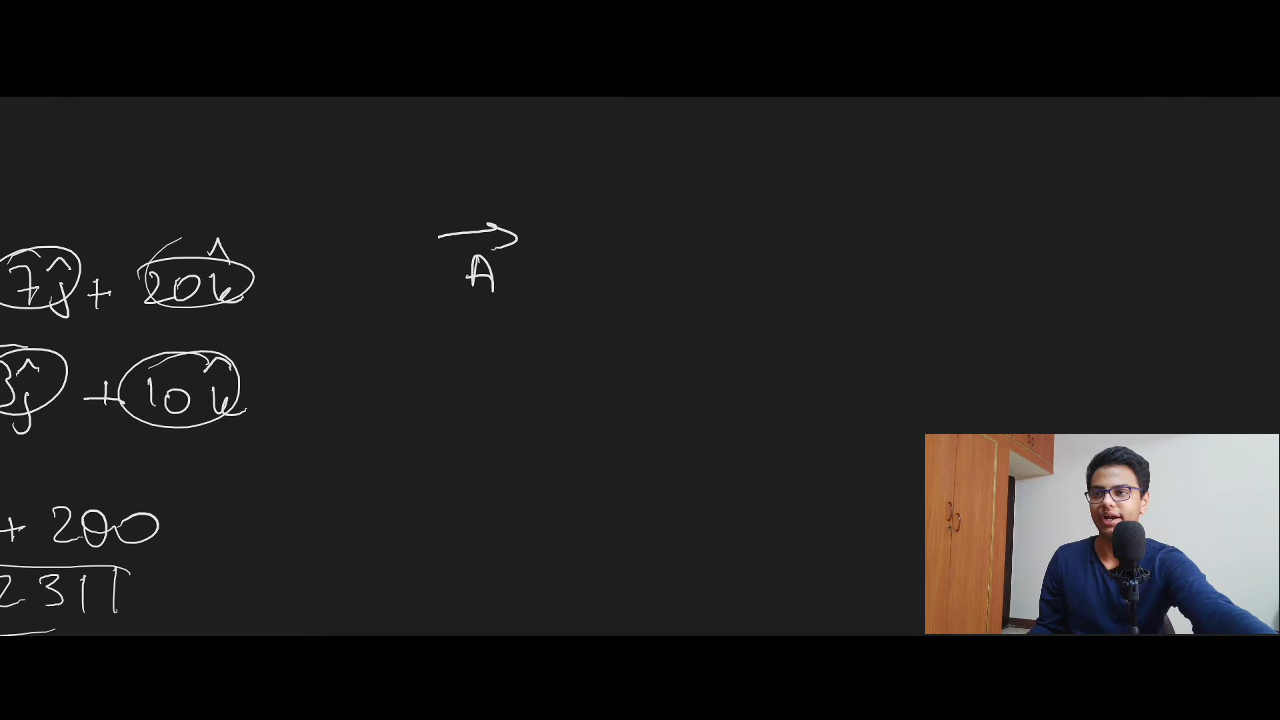 7ĵ + 20k̂
A⃗
3ĵ + 10k̂
+ 200
2311